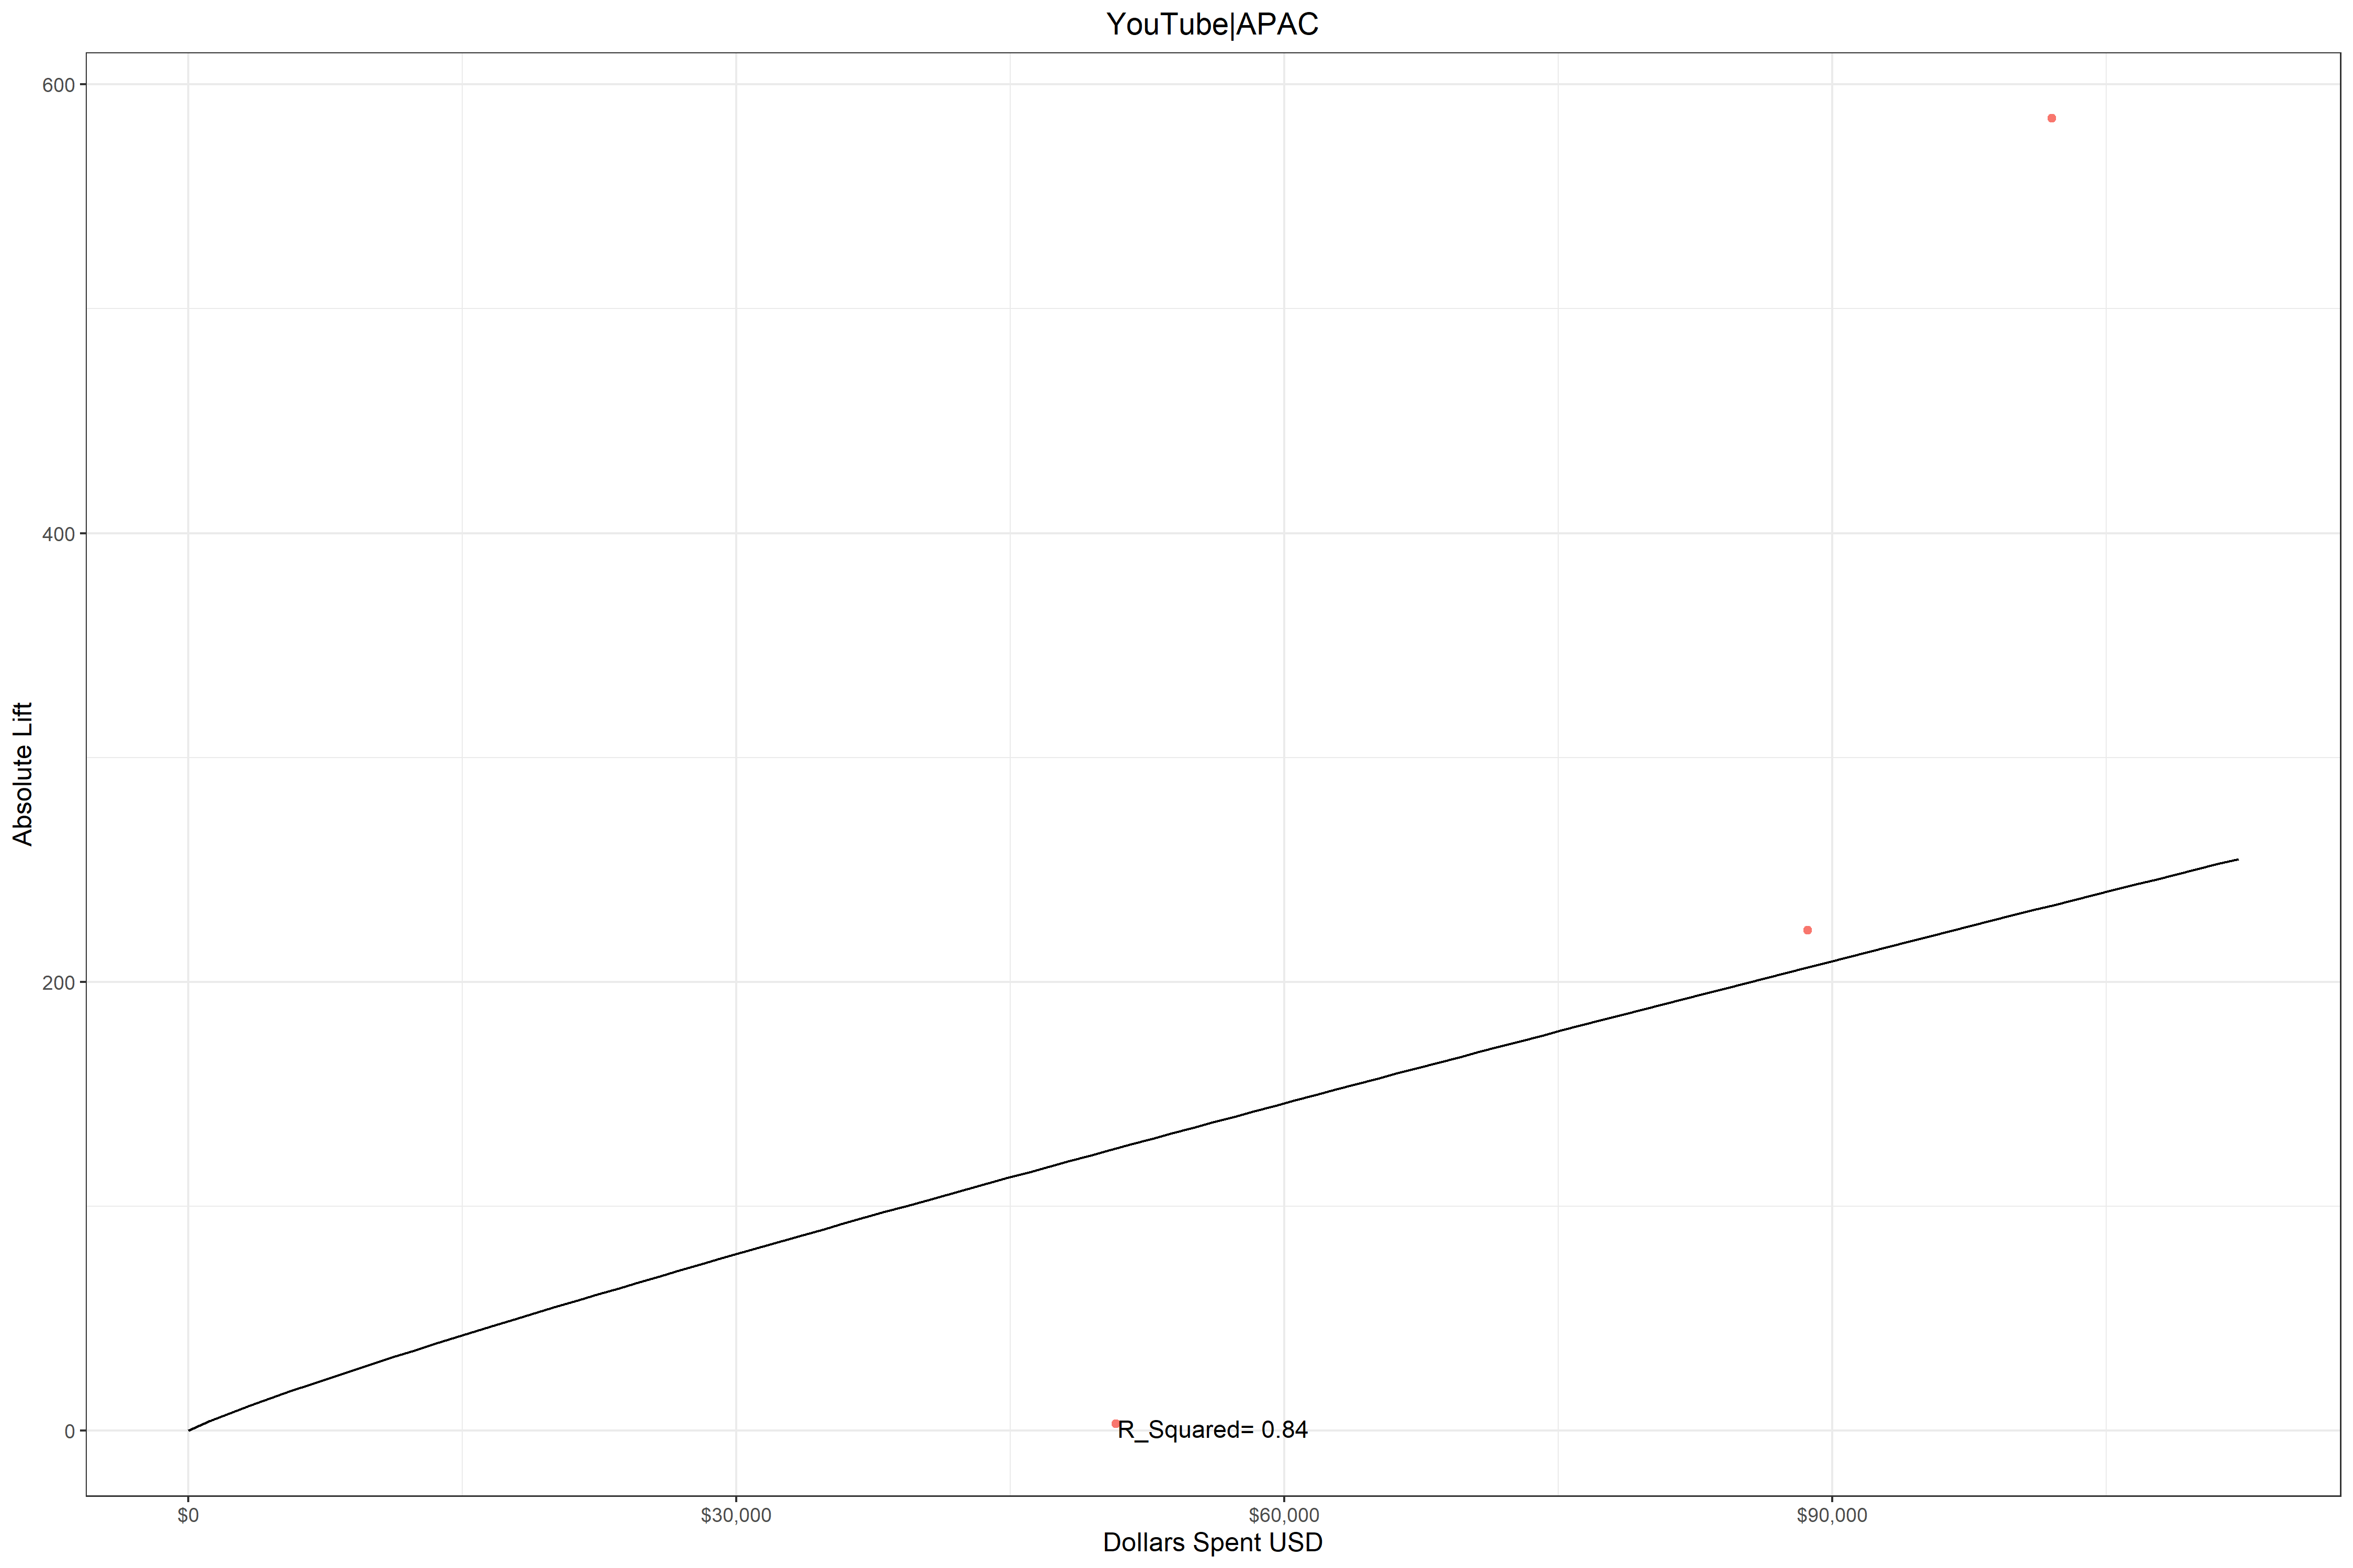 YouTube|APAC
600
400
200
0
Absolute Lift
R_Squared= 0.84
$0
$30,000
$60,000
$90,000
Dollars Spent USD